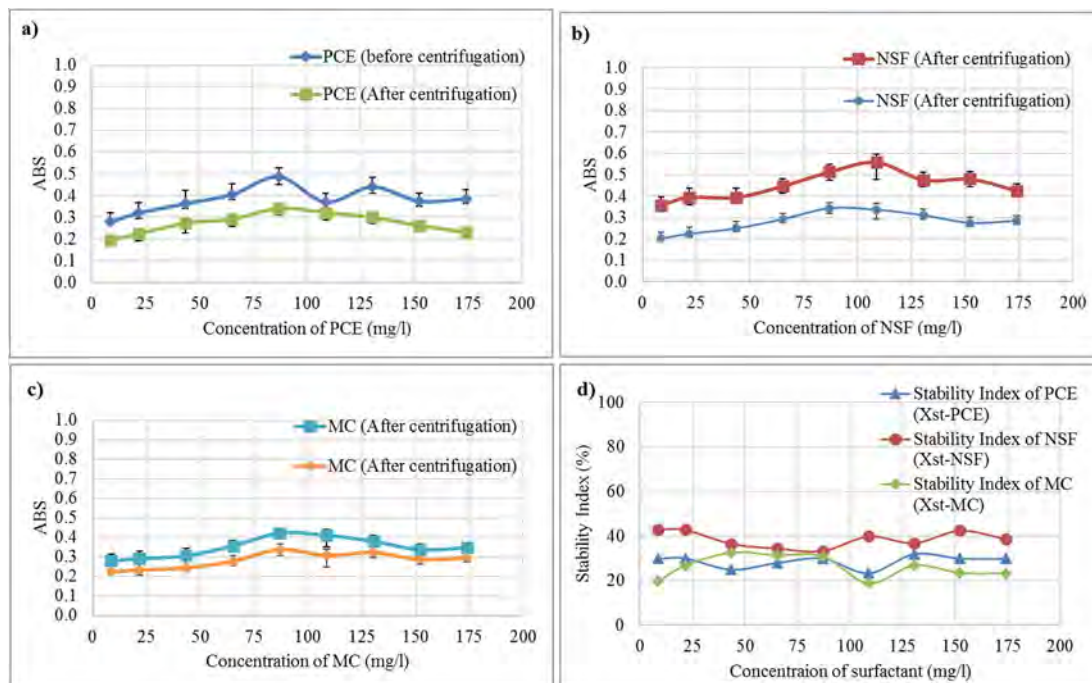 a)
PCE (before centrifugation)
PCE (After centrifugation)
1.0
0.9
0.8
0.7
0.6
0.5
0.4
0.3
0.2
0.1
0.0
ABS
0 25 50 75 100 125 150 175 200
Concentration of PCE (mg/l)
b)
NSF (After centrifugation)
NSF (After centrifugation)
1.0
0.9
0.8
0.7
0.6
0.5
0.4
0.3
0.2
0.1
0.0
ABS
0 25 50 75 100 125 150 175 200
Concentration of NSF (mg/l)
c)
MC (After centrifugation)
MC (After centrifugation)
1.0
0.9
0.8
0.7
0.6
0.5
0.4
0.3
0.2
0.1
0.0
ABS
0 25 50 75 100 125 150 175 200
Concentration of MC (mg/l)
d)
Stability Index of PCE
(Xst-PCE)
Stability Index of NSF
(Xst-NSF)
Stability Index of MC
(Xst-MC)
100
80
60
40
20
0
Stability Index (%)
0 25 50 75 100 125 150 175 200
Concentraion of surfactant (mg/l)